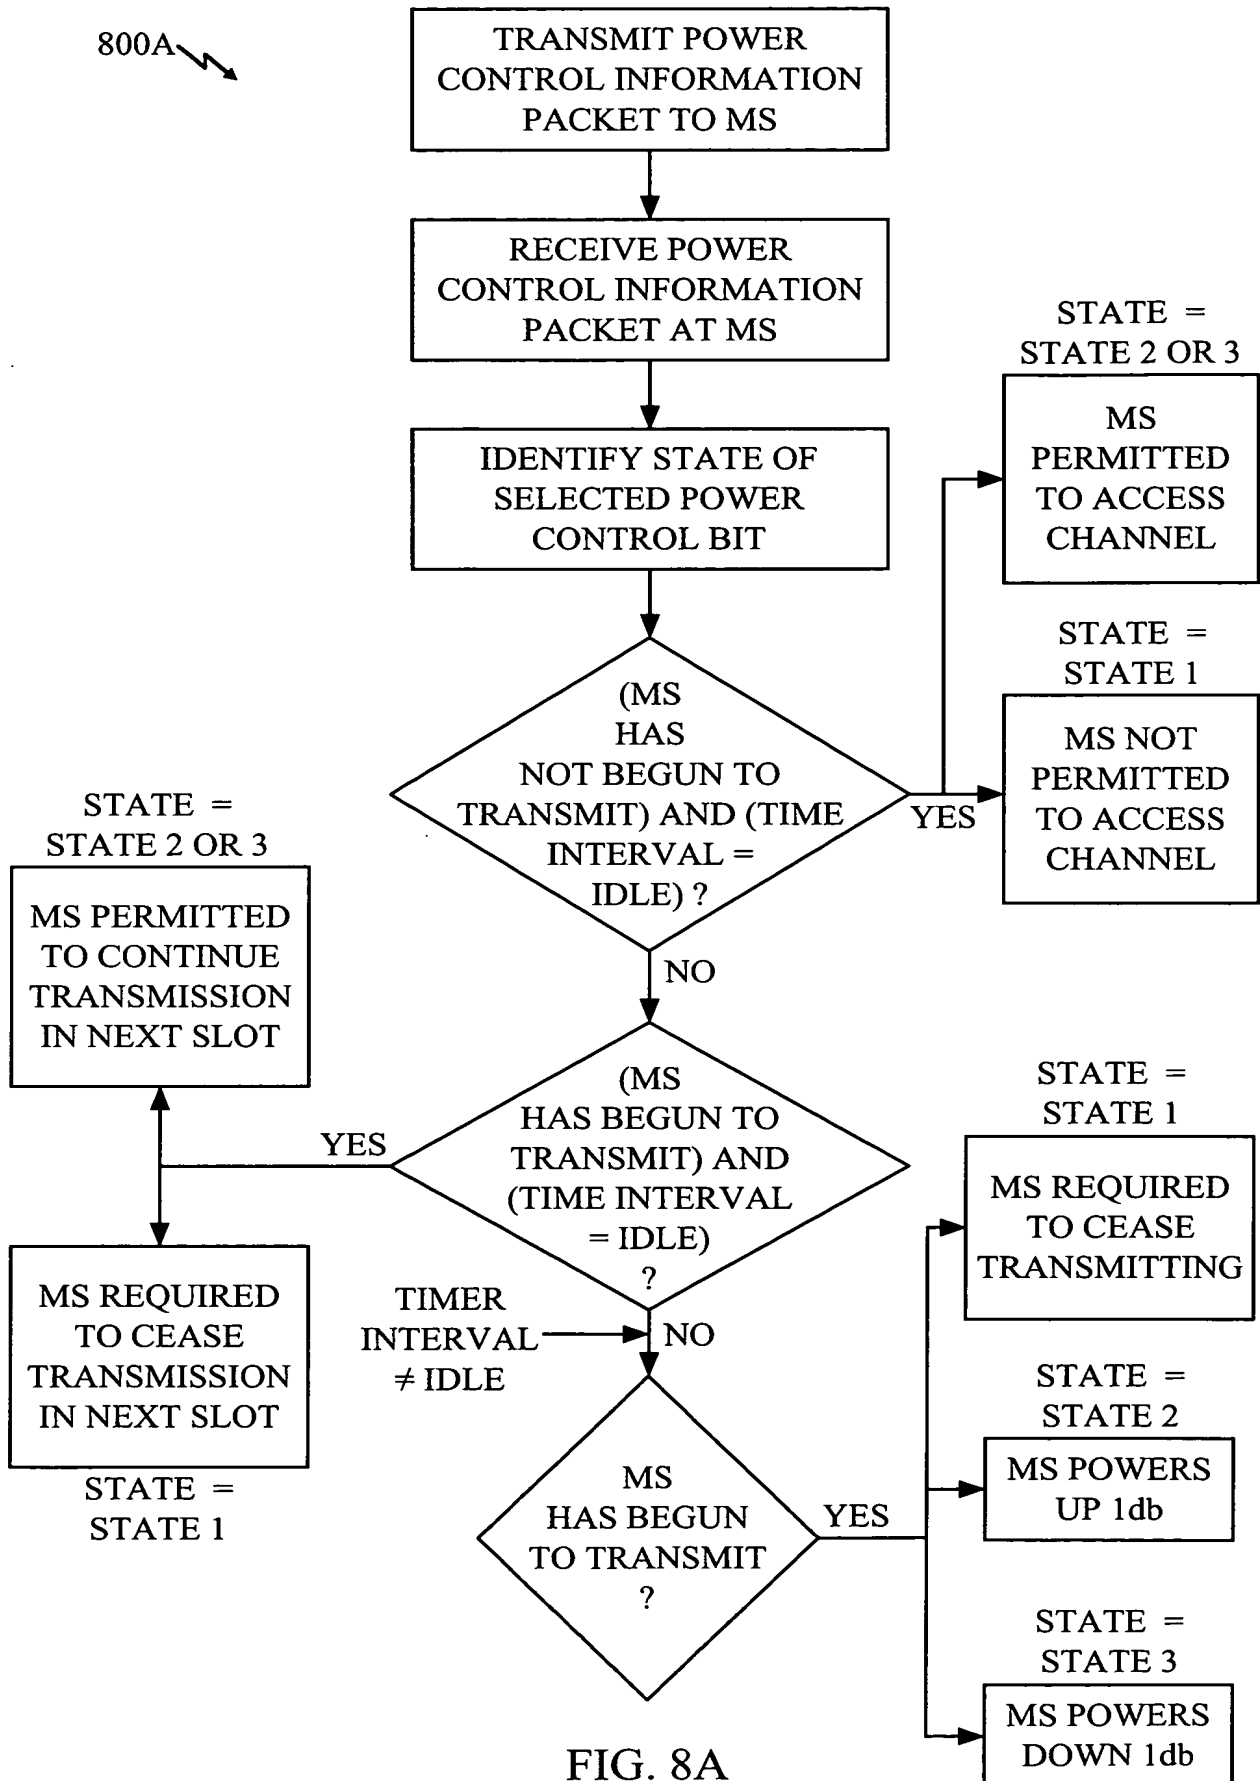 800A
TRANSMIT POWER
CONTROL INFORMATION
PACKET TO MS
RECEIVE POWER
CONTROL INFORMATION
PACKET AT MS
IDENTIFY STATE OF
SELECTED POWER
CONTROL BIT
STATE =
STATE 2 OR 3
MS
PERMITTED
TO ACCESS
CHANNEL
STATE =
STATE 1
MS NOT
PERMITTED
TO ACCESS
CHANNEL
(MS
HAS
NOT BEGUN TO
TRANSMIT) AND (TIME
INTERVAL =
IDLE) ?
YES
NO
STATE =
STATE 2 OR 3
MS PERMITTED
TO CONTINUE
TRANSMISSION
IN NEXT SLOT
(MS
HAS BEGUN TO
TRANSMIT) AND
(TIME INTERVAL
= IDLE)
?
YES
MS REQUIRED
TO CEASE
TRANSMISSION
IN NEXT SLOT
STATE =
STATE 1
TIMER
INTERVAL
≠ IDLE
NO
MS
HAS BEGUN
TO TRANSMIT
?
YES
STATE =
STATE 1
MS REQUIRED
TO CEASE
TRANSMITTING
STATE =
STATE 2
MS POWERS
UP 1db
STATE =
STATE 3
MS POWERS
DOWN 1db
FIG. 8A